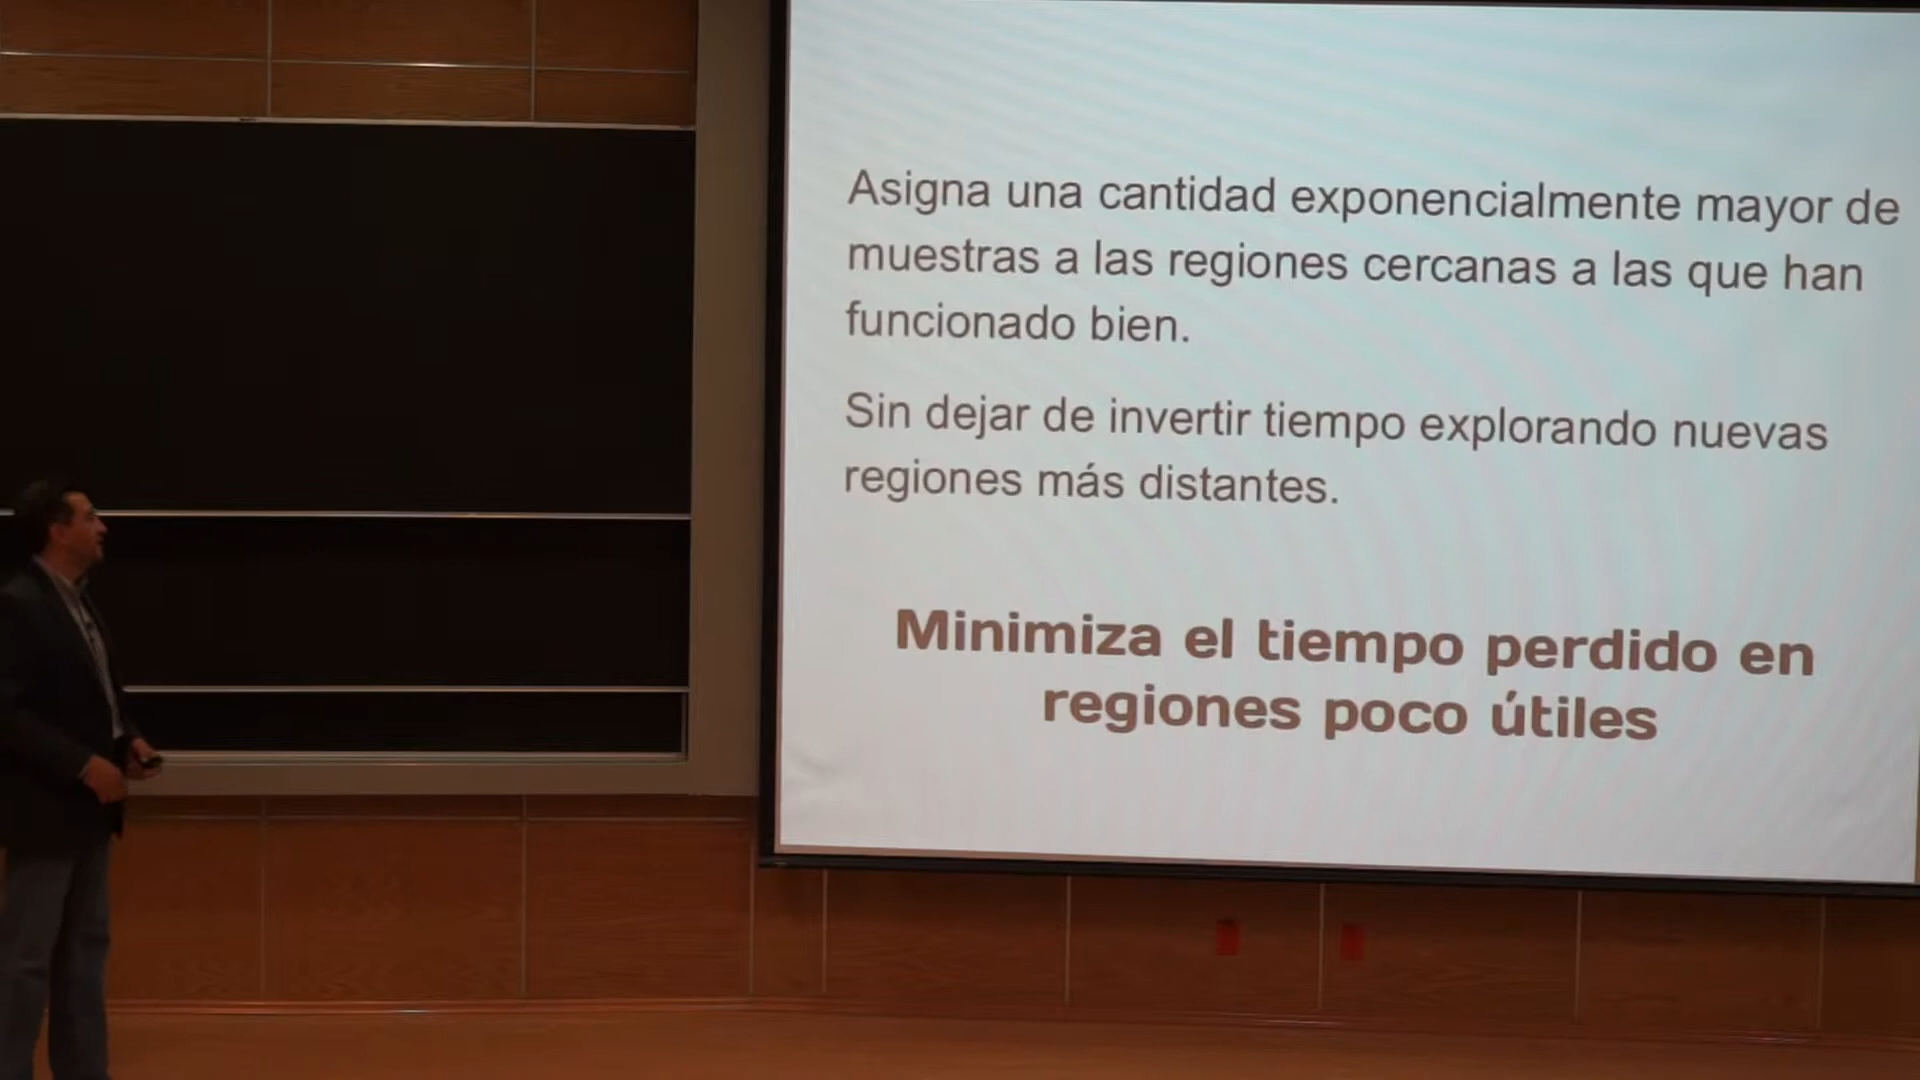 Asigna una cantidad exponencialmente mayor de
muestras a las regiones cercanas a las que han
funcionado bien.
Sin dejar de invertir tiempo explorando nuevas
regiones más distantes.
Minimiza el tiempo perdido en
regiones poco útiles